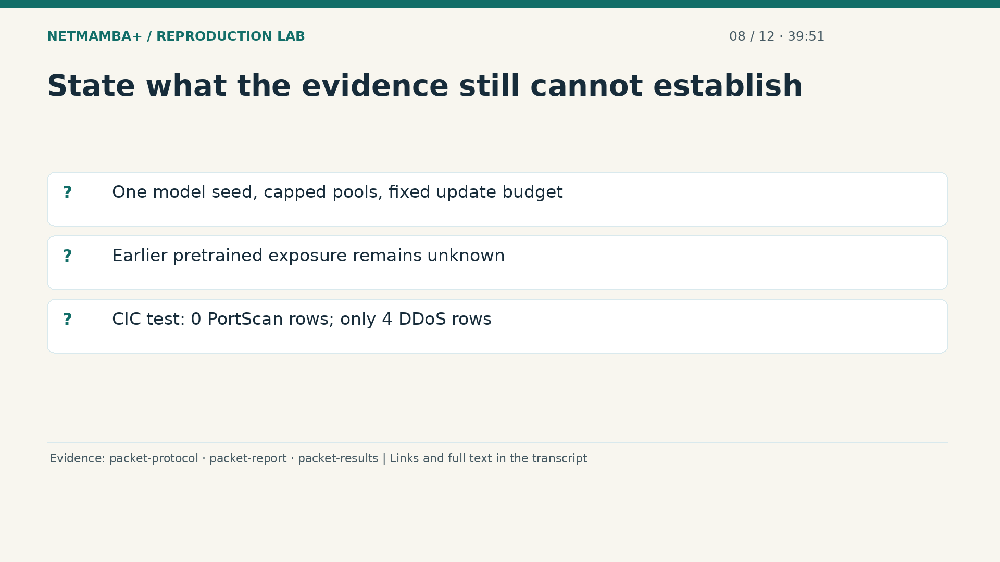 NETMAMBA+ / REPRODUCTION LAB
08 / 12 · 39:51
State what the evidence still cannot establish
? One model seed, capped pools, fixed update budget
? Earlier pretrained exposure remains unknown
? CIC test: 0 PortScan rows; only 4 DDoS rows
Evidence: packet-protocol · packet-report · packet-results | Links and full text in the transcript